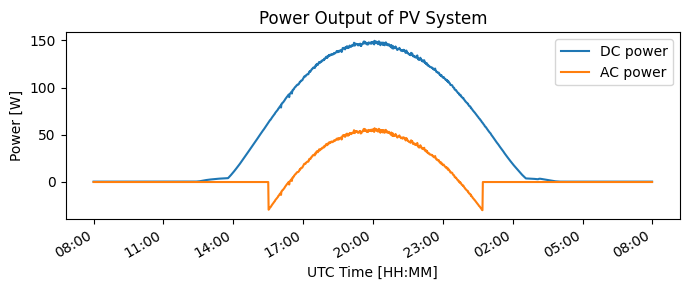 Power Output of PV System
Power [W]
150
100
50
0
DC power
AC power
08:00 11:00 14:00 17:00 20:00 23:00 02:00 05:00 08:00
UTC Time [HH:MM]